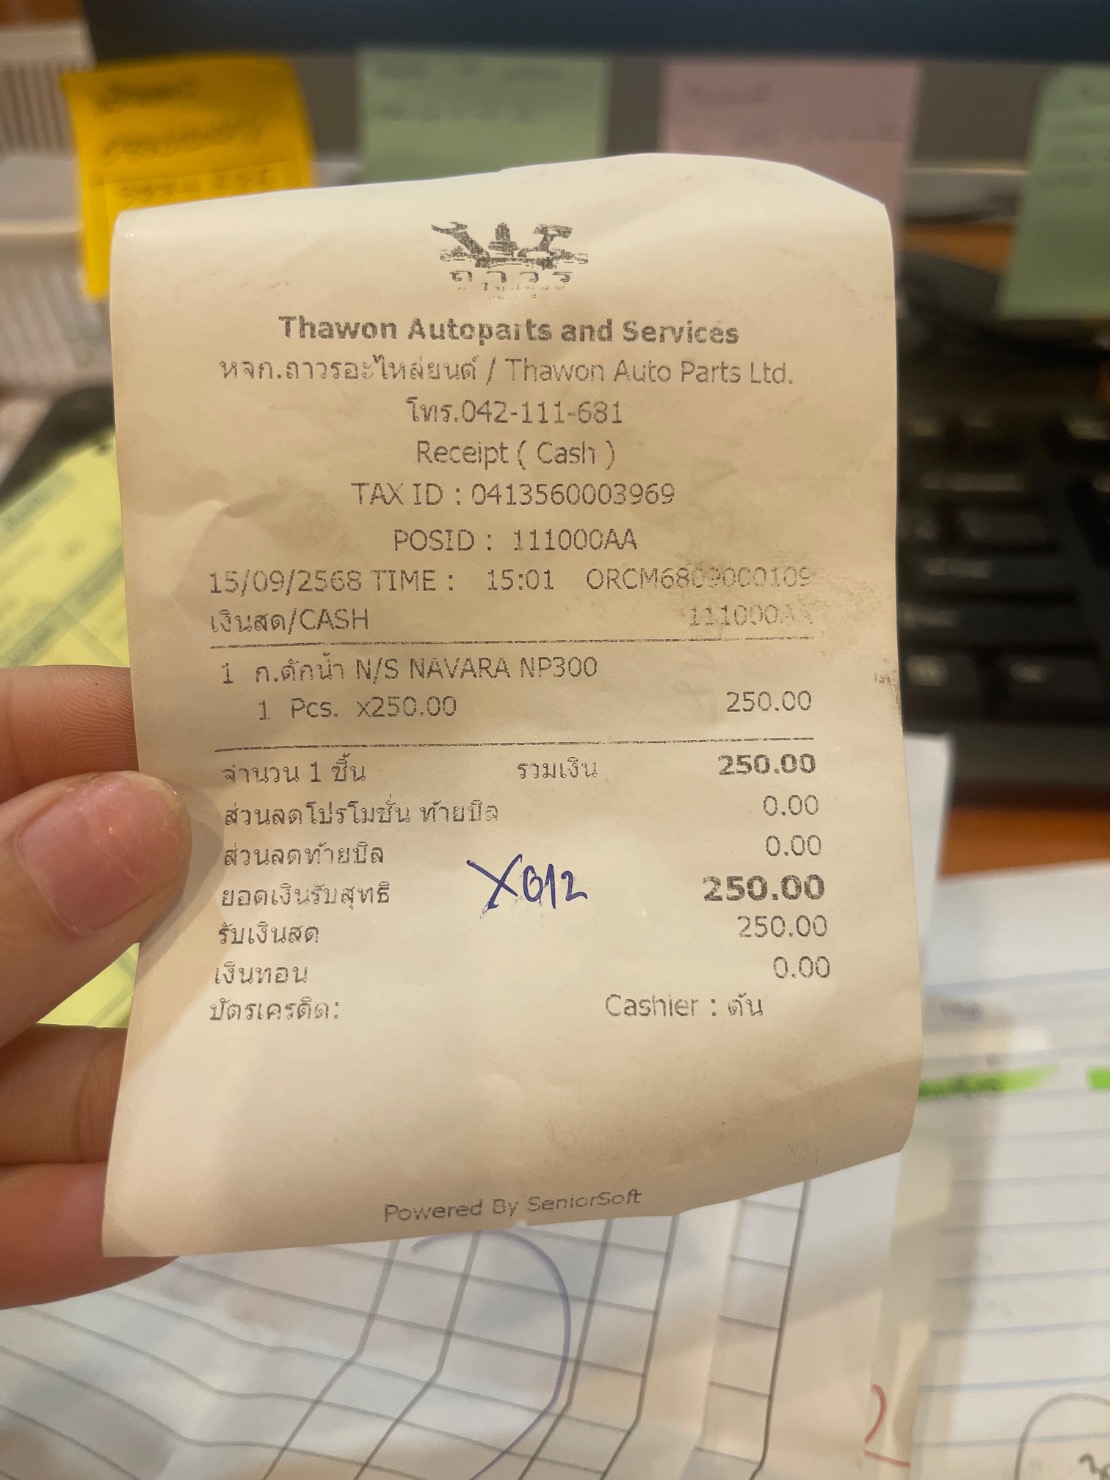 ถาวร
Thawon Autoparts and Services
หจก.ถาวรอะไหล่ยนต์ / Thawon Auto Parts Ltd.
โทร.042-111-681
Receipt ( Cash )
TAX ID : 0413560003969
POSID : 111000AA
15/09/2568 TIME : 15:01 ORCM6809000109
เงินสด/CASH 111000AA
1 ก.ดักน้ำ N/S NAVARA NP300
1 Pcs. x250.00 250.00
จำนวน 1 ชิ้น รวมเงิน 250.00
ส่วนลดโปรโมชั่น ท้ายบิล 0.00
ส่วนลดท้ายบิล 0.00
X612
ยอดเงินรับสุทธิ 250.00
รับเงินสด 250.00
เงินทอน 0.00
บัตรเครดิต: Cashier : ต้น
Powered By SeniorSoft